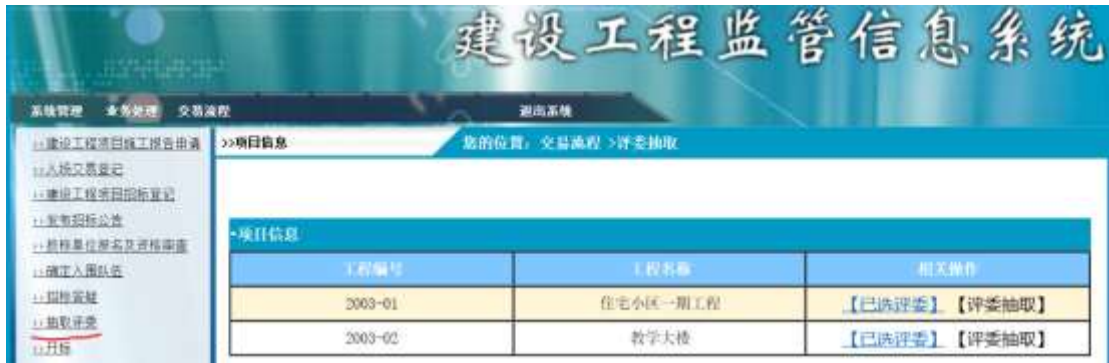 建设工程监管信息系统
系统管理 业务处理 交易流程 退出系统
>>建设工程项目施工报告申请
>>入场交易登记
>>建设工程项目招标登记
>>发布招标公告
>>投标单位报名及资格审查
>>确定入围队伍
>>招标答疑
>>抽取评委
>>开标
>>项目信息
您的位置：交易流程 >评委抽取
•项目信息
工程编号 工程名称 相关操作
2003-01 住宅小区一期工程 【已选评委】 【评委抽取】
2003-02 教学大楼 【已选评委】 【评委抽取】